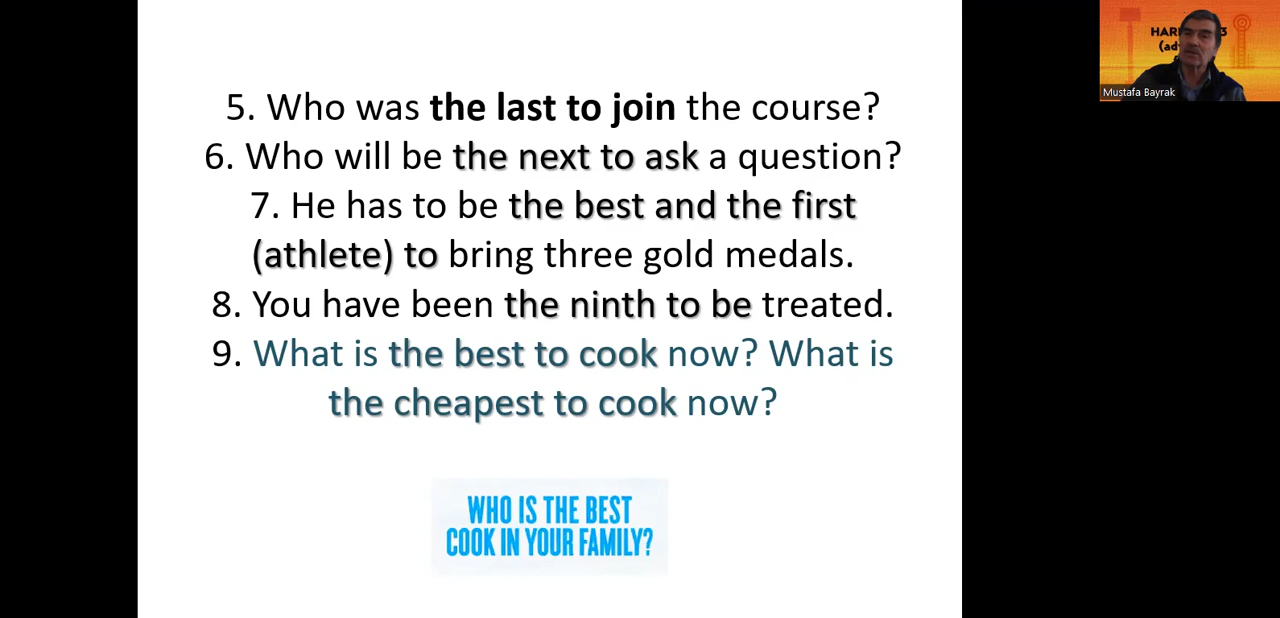 5. Who was the last to join the course?
6. Who will be the next to ask a question?
7. He has to be the best and the first
(athlete) to bring three gold medals.
8. You have been the ninth to be treated.
9. What is the best to cook now? What is
the cheapest to cook now?
WHO IS THE BEST
COOK IN YOUR FAMILY?
Mustafa Bayrak